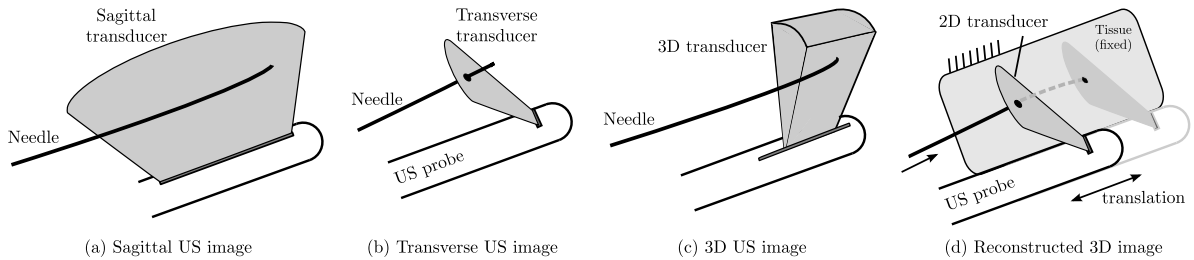 Sagittal
transducer
Needle
(a) Sagittal US image
Transverse
transducer
Needle
US probe
(b) Transverse US image
3D transducer
Needle
(c) 3D US image
2D transducer
Tissue
(fixed)
US probe
translation
(d) Reconstructed 3D image